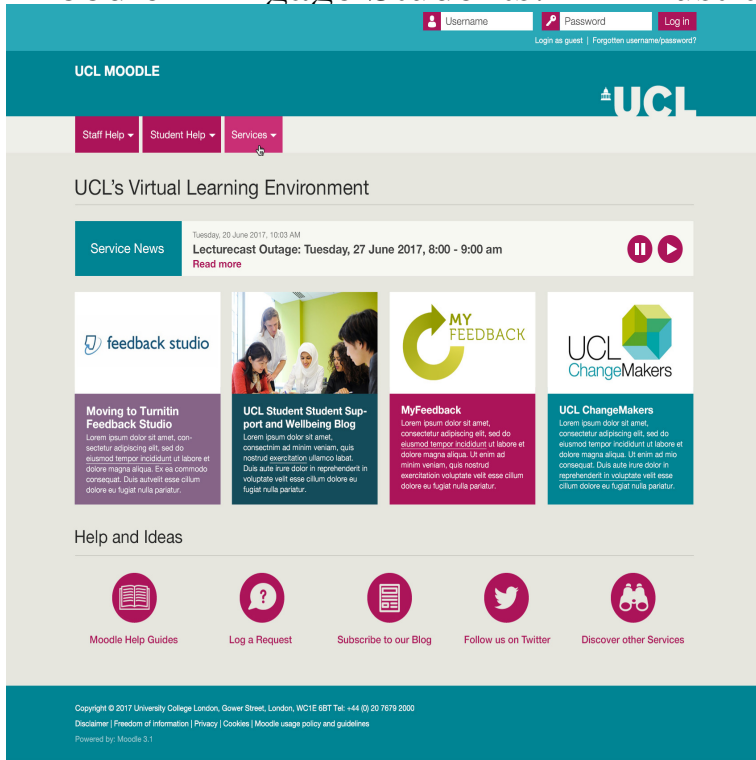 Username
Password
Log in
Login as guest | Forgotten username/password?
UCL MOODLE
UCL
Staff Help
Student Help
Services
UCL's Virtual Learning Environment
Service News
Tuesday, 20 June 2017, 10:03 AM
Lecturecast Outage: Tuesday, 27 June 2017, 8:00 - 9:00 am
Read more
feedback studio
Moving to Turnitin
Feedback Studio
Lorem ipsum dolor sit amet, con-
sectetur adipiscing elit, sed do
eiusmod tempor incididunt ut labore et
dolore magna aliqua. Ex ea commodo
consequat. Duis autvelit esse cillum
dolore eu fugiat nulla pariatur.
UCL Student Student Sup-
port and Wellbeing Blog
Lorem ipsum dolor sit amet,
consectnim ad minim veniam, quis
nostrud exercitation ullamco labat.
Duis aute irure dolor in reprehenderit in
voluptate velit esse cillum dolore eu
fugiat nulla pariatur.
MY
FEEDBACK
MyFeedback
Lorem ipsum dolor sit amet,
consectetur adipiscing elit, sed do
eiusmod tempor incididunt ut labore et
dolore magna aliqua. Ut enim ad
minim veniam, quis nostrud
exercitatioin voluptate velit esse cillum
dolore eu fugiat nulla pariatur.
UCL
ChangeMakers
UCL ChangeMakers
Lorem ipsum dolor sit amet,
consectetur adipiscing elit, sed do
eiusmod tempor incididunt ut labore et
dolore magna aliqua. Ut enim ad mio
consequat. Duis aute irure dolor in
reprehenderit in voluptate velit esse
cillum dolore eu fugiat nulla pariatur.
Help and Ideas
Moodle Help Guides
Log a Request
Subscribe to our Blog
Follow us on Twitter
Discover other Services
Copyright © 2017 University College London, Gower Street, London, WC1E 6BT Tel: +44 (0) 20 7679 2000
Disclaimer | Freedom of information | Privacy | Cookies | Moodle usage policy and guidelines
Powered by: Moodle 3.1